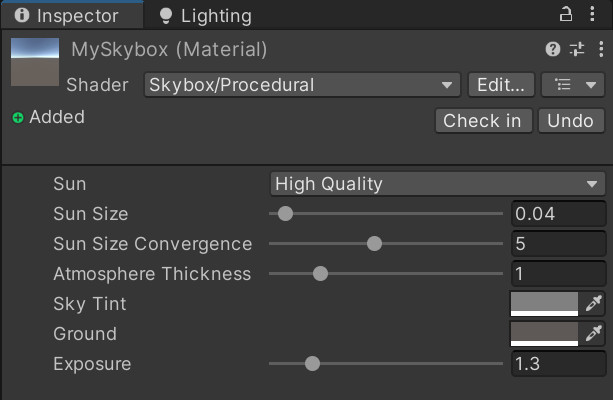 Inspector Lighting
MySkybox (Material)
Shader Skybox/Procedural Edit...
Added Check in Undo
Sun High Quality
Sun Size 0.04
Sun Size Convergence 5
Atmosphere Thickness 1
Sky Tint
Ground
Exposure 1.3